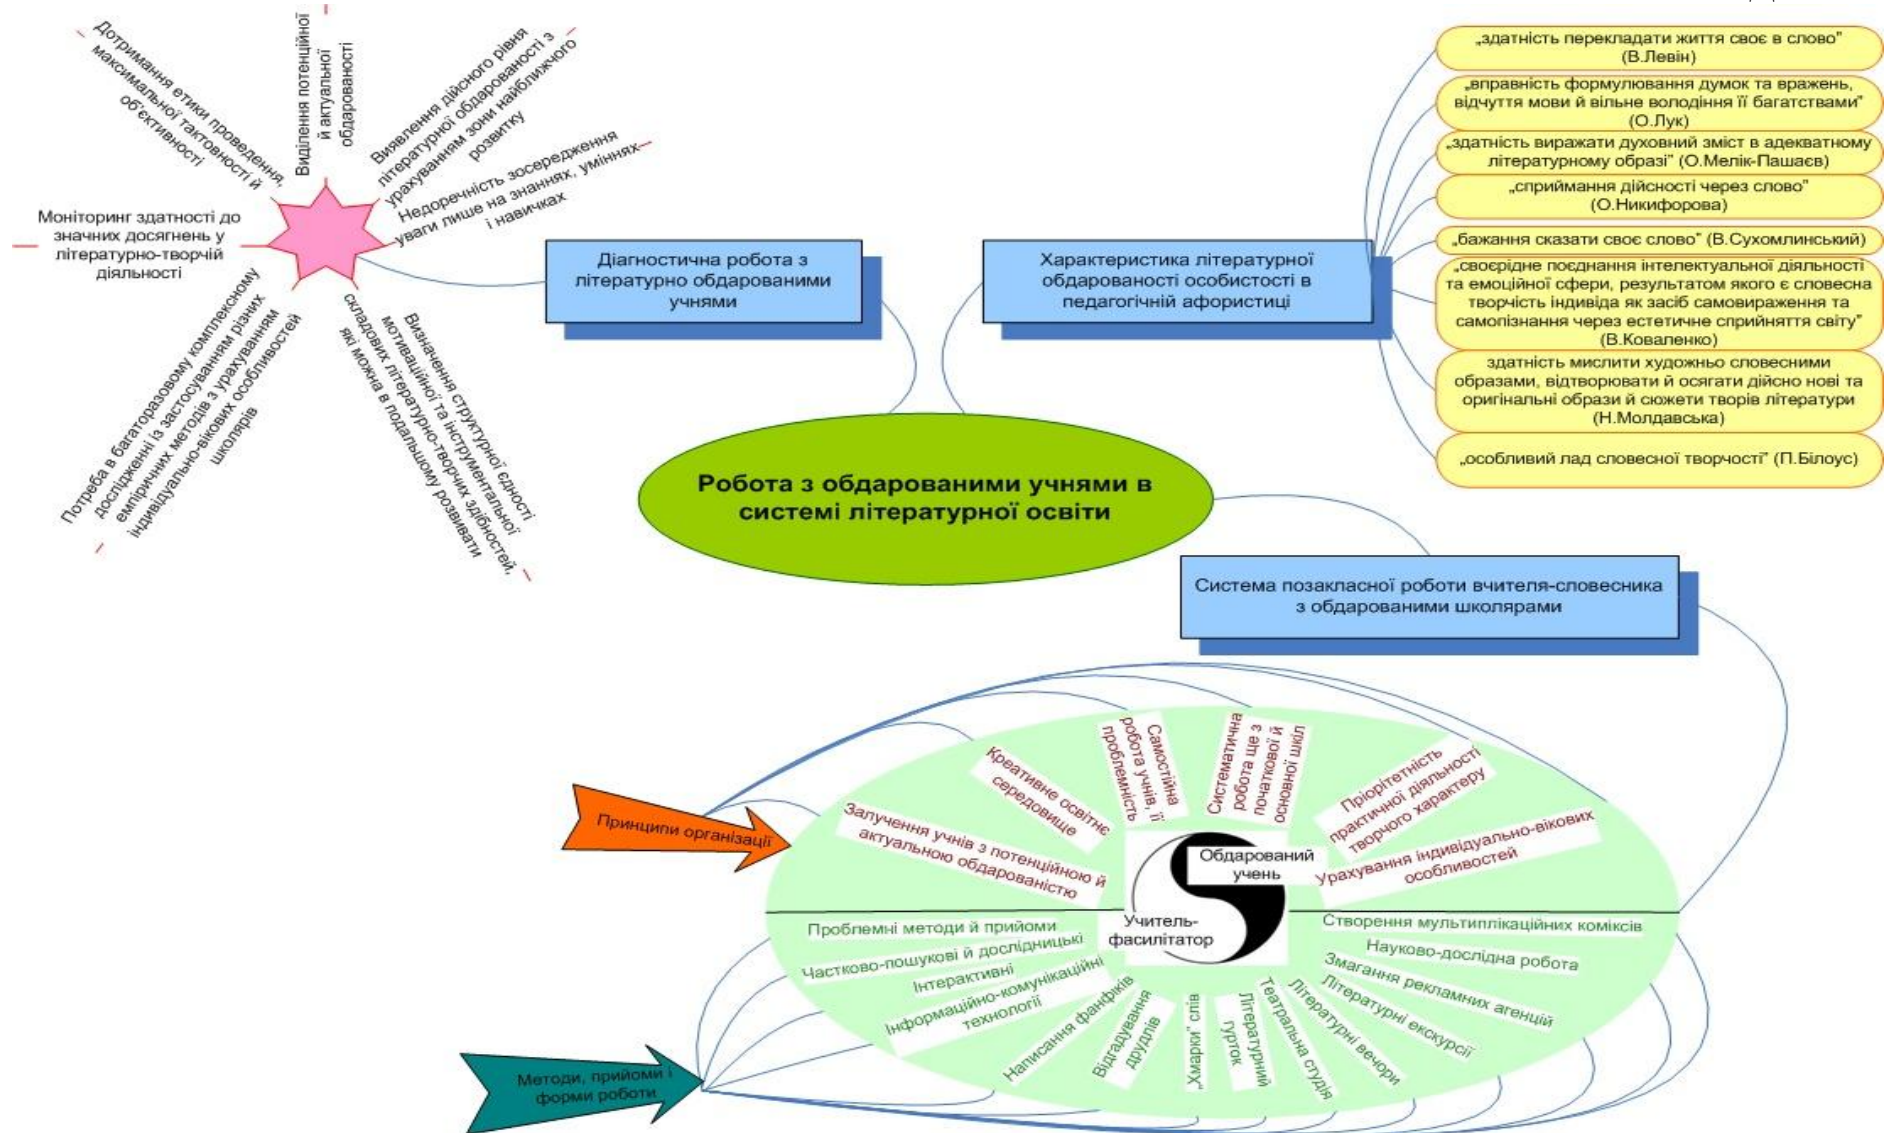 Дотримання етики проведення,
максимальної тактовності й
об'єктивності
Виділення потенційної
й актуальної
обдарованості
Виявлення дійсного рівня
літературної обдарованості з
урахуванням зони найближчого
розвитку
Недоречність зосередження
уваги лише на знаннях, уміннях
і навичках
Моніторинг здатності до
значних досягнень у
літературно-творчій
діяльності
Потреба в багаторазовому комплексному
дослідженні із застосуванням різних
емпіричних методів з урахуванням
індивідуально-вікових особливостей
школярів
Визначення структурної єдності
мотиваційної та інструментальної
складових літературно-творчих здібностей,
які можна в подальшому розвивати
Діагностична робота з
літературно обдарованими
учнями
Характеристика літературної
обдарованості особистості в
педагогічній афористиці
„здатність перекладати життя своє в слово”
(В.Левін)
„вправність формулювання думок та вражень,
відчуття мови й вільне володіння її багатствами”
(О.Лук)
„здатність виражати духовний зміст в адекватному
літературному образі” (О.Мелік-Пашаєв)
„сприймання дійсності через слово”
(О.Никифорова)
„бажання сказати своє слово” (В.Сухомлинський)
„своєрідне поєднання інтелектуальної діяльності
та емоційної сфери, результатом якого є словесна
творчість індивіда як засіб самовираження та
самопізнання через естетичне сприйняття світу”
(В.Коваленко)
здатність мислити художньо словесними
образами, відтворювати й осягати дійсно нові та
оригінальні образи й сюжети творів літератури
(Н.Молдавська)
„особливий лад словесної творчості” (П.Білоус)
Робота з обдарованими учнями в
системі літературної освіти
Система позакласної роботи вчителя-словесника
з обдарованими школярами
Принципи організації
Залучення учнів з потенційною й
актуальною обдарованістю
Креативне освітнє
середовище
Самостійна
робота учнів, її
проблемність
Систематична
робота ще з
початкової й
основної шкіл
Пріорітетність
практичної діяльності
творчого характеру
Урахування індивідуально-вікових
особливостей
Обдарований
учень
Учитель-
фасилітатор
Методи, прийоми і
форми роботи
Проблемні методи й прийоми
Частково-пошукові й дослідницькі
Інтерактивні
Інформаційно-комунікаційні
технології
Написання фанфіків
Відгадування
друдлів
„Хмарки” слів
Літературний
гурток
Театральна студія
Літературні вечори
Літературні екскурсії
Змагання рекламних агенцій
Науково-дослідна робота
Створення мультиплікаційних коміксів